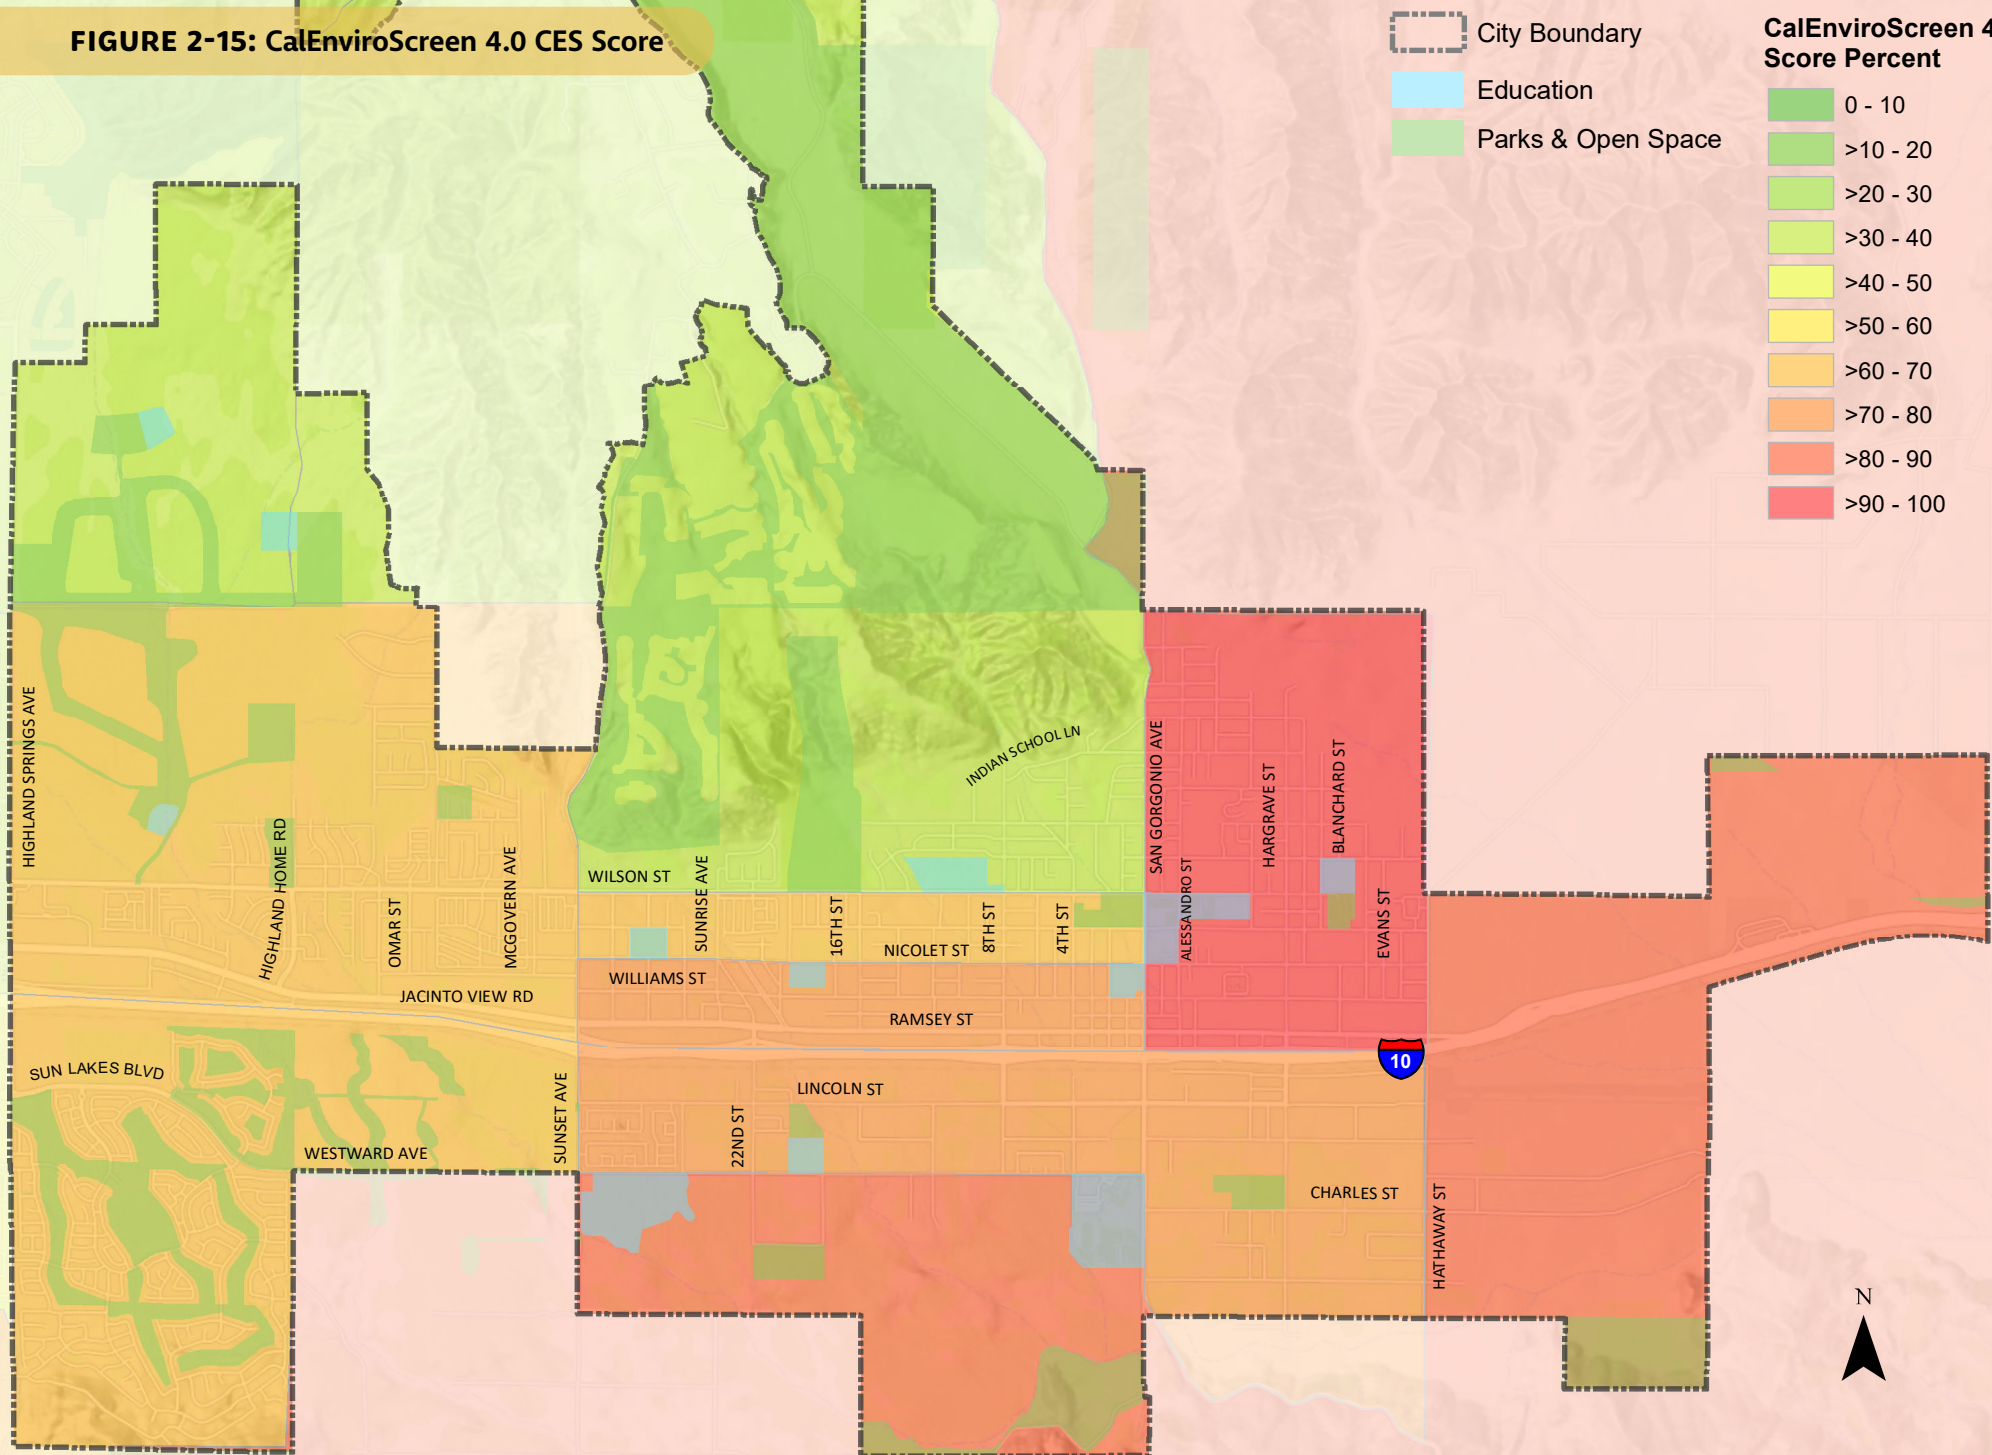 FIGURE 2-15: CalEnviroScreen 4.0 CES Score
City Boundary
Education
Parks & Open Space
CalEnviroScreen 4
Score Percent
0 - 10
>10 - 20
>20 - 30
>30 - 40
>40 - 50
>50 - 60
>60 - 70
>70 - 80
>80 - 90
>90 - 100
HIGHLAND SPRINGS AVE
HIGHLAND HOME RD
OMAR ST
MCGOVERN AVE
JACINTO VIEW RD
SUN LAKES BLVD
WESTWARD AVE
SUNSET AVE
WILSON ST
SUNRISE AVE
WILLIAMS ST
16TH ST
NICOLET ST
8TH ST
4TH ST
INDIAN SCHOOL LN
RAMSEY ST
LINCOLN ST
22ND ST
SAN GORGONIO AVE
ALESSANDRO ST
HARGRAVE ST
BLANCHARD ST
EVANS ST
10
CHARLES ST
HATHAWAY ST
N